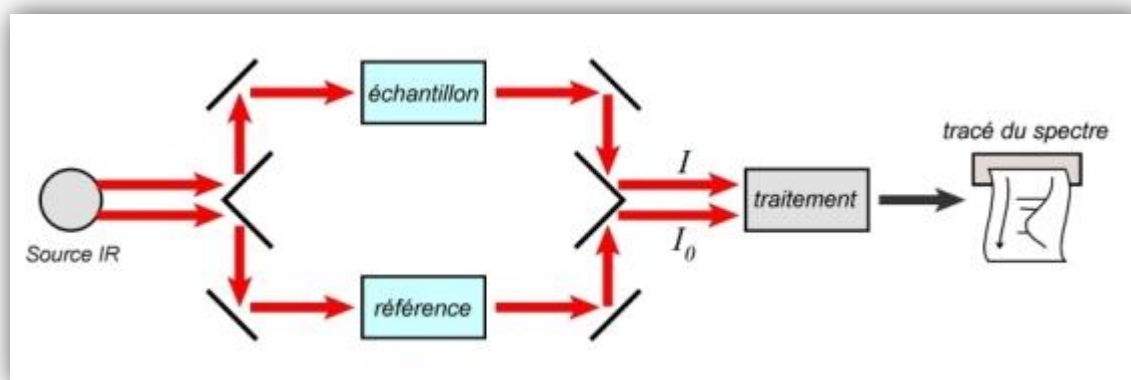 échantillon
tracé du spectre
I
traitement
Source IR
I₀
référence